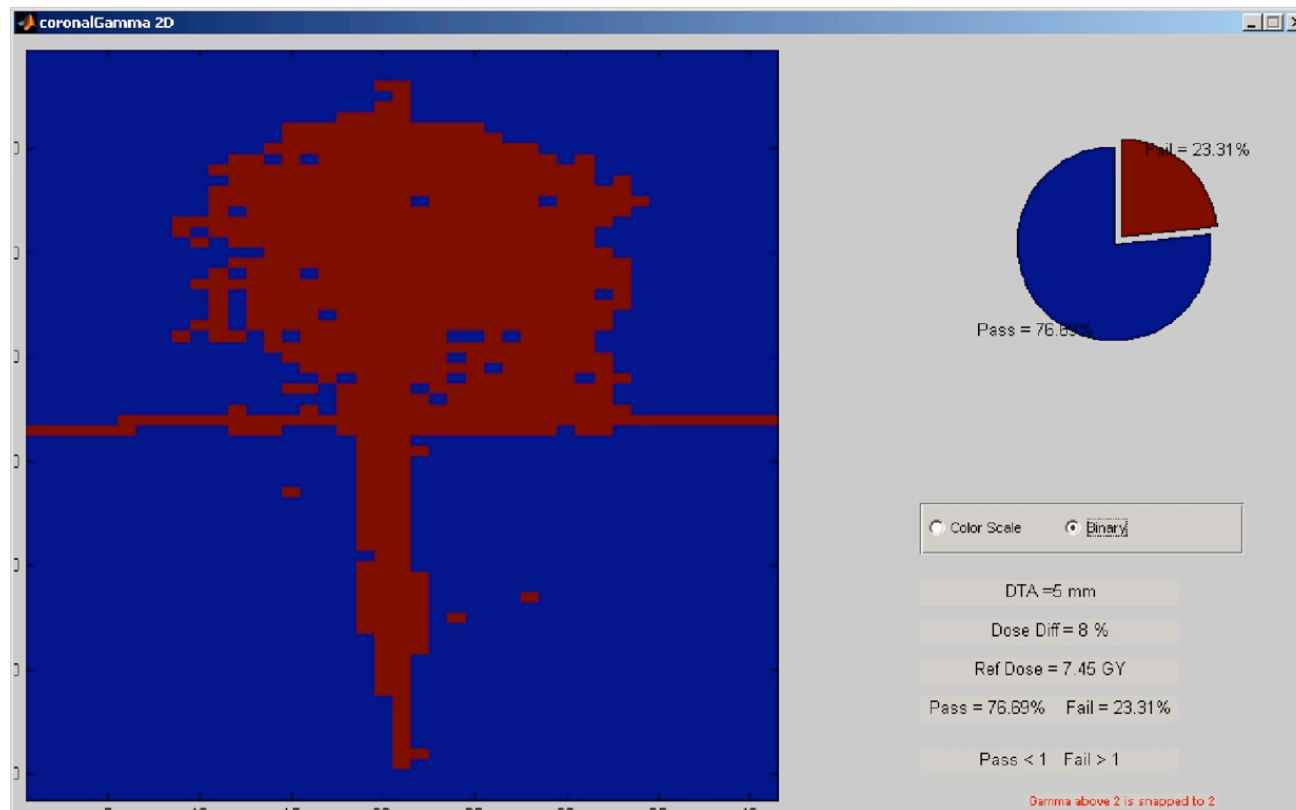 coronalGamma 2D
Fail = 23.31%
Pass = 76.69%
Color Scale
Binary
DTA =5 mm
Dose Diff = 8 %
Ref Dose = 7.45 GY
Pass = 76.69% Fail = 23.31%
Pass < 1 Fail > 1
Gamma above 2 is snapped to 2